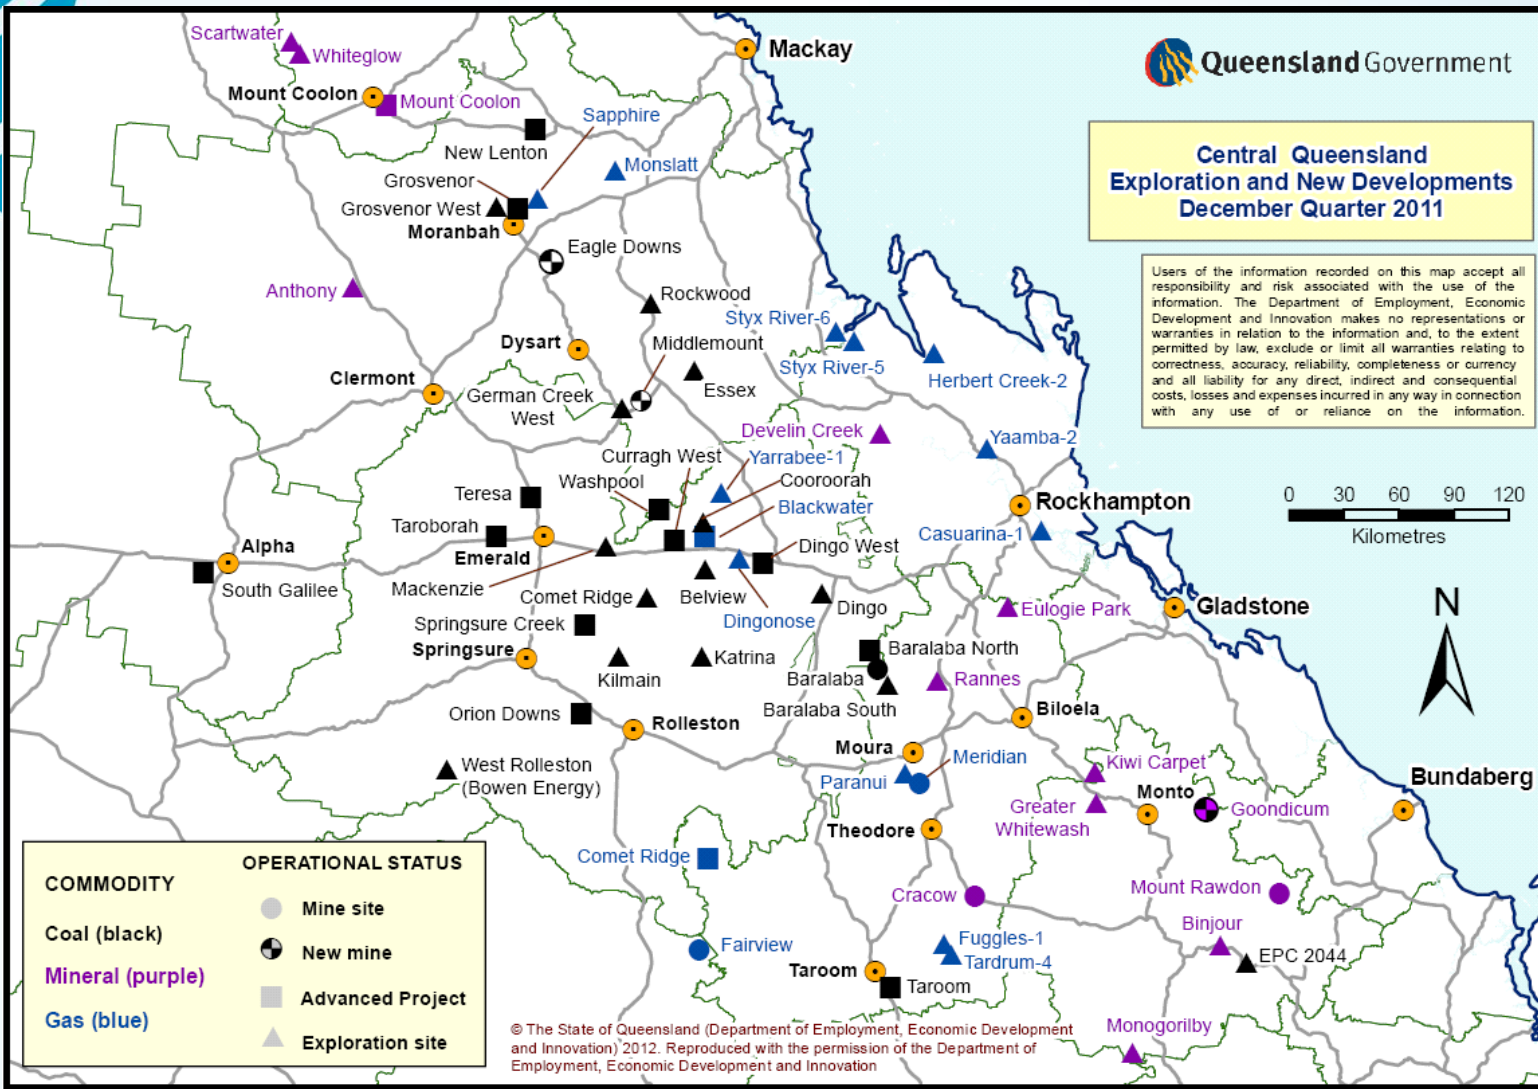 Scartwater
Whiteglow
Mackay
Queensland Government
Mount Coolon
Mount Coolon
Sapphire
New Lenton
Monslatt
Central Queensland
Exploration and New Developments
December Quarter 2011
Grosvenor
Grosvenor West
Moranbah
Eagle Downs
Users of the information recorded on this map accept all
responsibility and risk associated with the use of the
information. The Department of Employment, Economic
Development and Innovation makes no representations or
warranties in relation to the information and, to the extent
permitted by law, exclude or limit all warranties relating to
correctness, accuracy, reliability, completeness or currency
and all liability for any direct, indirect and consequential
costs, losses and expenses incurred in any way in connection
with any use of or reliance on the information.
Anthony
Rockwood
Styx River-6
Dysart
Middlemount
Styx River-5
Herbert Creek-2
Clermont
German Creek
West
Essex
Develin Creek
Yaamba-2
Curragh West
Yarrabee-1
Washpool
Cooroorah
Teresa
Blackwater
Rockhampton
0 30 60 90 120
Kilometres
Taroborah
Emerald
Casuarina-1
Alpha
Dingo West
South Galilee
Mackenzie
Comet Ridge
Belview
Dingo
Dingonose
Eulogie Park
Gladstone
N
Springsure Creek
Springsure
Kilmain
Katrina
Baralaba North
Baralaba
Baralaba South
Rannes
Orion Downs
Rolleston
Biloela
Moura
Meridian
West Rolleston
(Bowen Energy)
Paranui
Kiwi Carpet
Greater
Whitewash
Monto
Goondicum
Bundaberg
Theodore
Comet Ridge
Cracow
Mount Rawdon
Binjour
Fairview
Fuggles-1
Tardrum-4
EPC 2044
Taroom
Taroom
Monogorilby
COMMODITY
Coal (black)
Mineral (purple)
Gas (blue)
OPERATIONAL STATUS
Mine site
New mine
Advanced Project
Exploration site
© The State of Queensland (Department of Employment, Economic Development
and Innovation) 2012. Reproduced with the permission of the Department of
Employment, Economic Development and Innovation